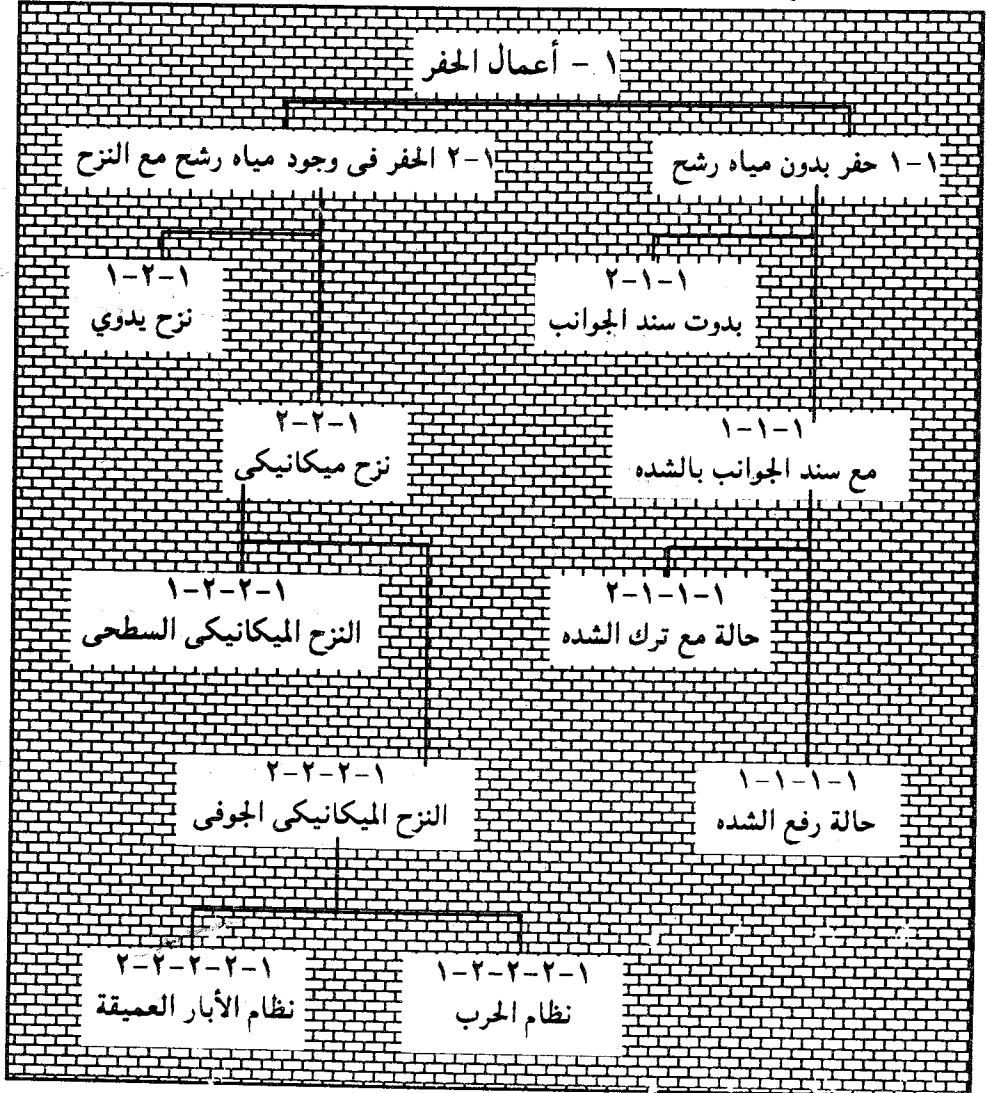 ١ - أعمال الحفر
١-١ حفر بدون مياه رشح
١-٢ الحفر فى وجود مياه رشح مع النزح
١-١-٢
بدوت سند الجوانب
١-٢-١
نزح يدوي
١-١-١
مع سند الجوانب بالشده
١-٢-٢
نزح ميكانيكى
١-١-١-٢
حالة مع ترك الشده
١-٢-٢-١
النزح الميكانيكى السطحى
١-١-١-١
حالة رفع الشده
١-٢-٢-٢
النزح الميكانيكى الجوفى
١-٢-٢-٢-١
نظام الحرب
١-٢-٢-٢-٢
نظام الأبار العميقة